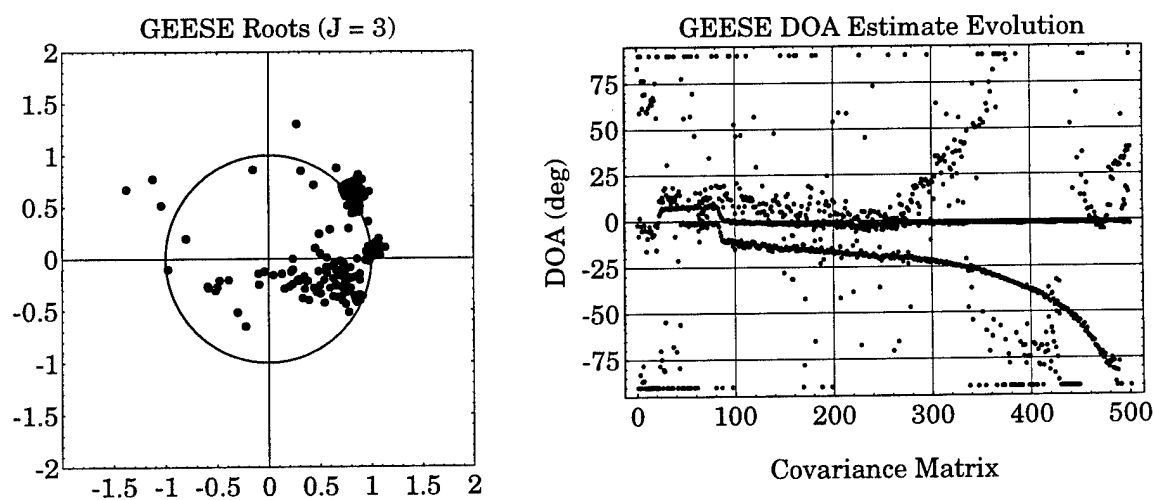 GEESE Roots (J = 3)
2
1.5
1
0.5
0
-0.5
-1
-1.5
-2
-1.5 -1 -0.5 0 0.5 1 1.5 2
GEESE DOA Estimate Evolution
DOA (deg)
75
50
25
0
-25
-50
-75
0 100 200 300 400 500
Covariance Matrix